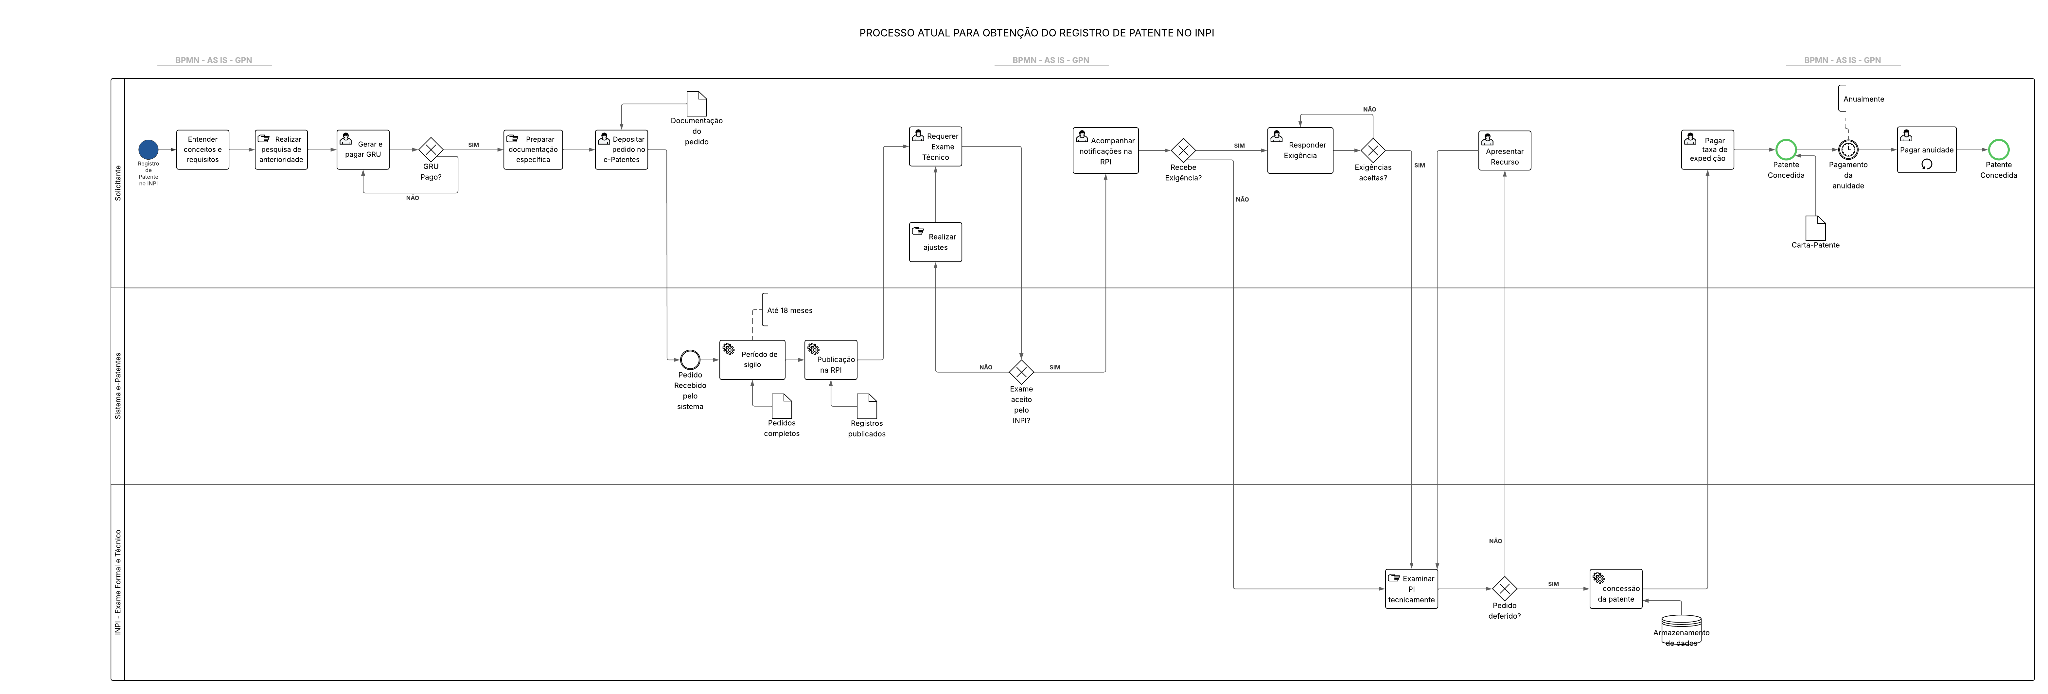 PROCESSO ATUAL PARA OBTENÇÃO DO REGISTRO DE PATENTE NO INPI
BPMN - AS IS - GPN
BPMN - AS IS - GPN
BPMN - AS IS - GPN
Solicitante
Registro
de
Patente
no INPI
Entender
conceitos e
requisitos
Realizar
pesquisa de
anterioridade
Gerar e
pagar GRU
GRU
Pago?
SIM
NÃO
Preparar
documentação
específica
Depositar
pedido no
e-Patentes
Documentação
do
pedido
Requerer
Exame
Técnico
Realizar
ajustes
Acompanhar
notificações na
RPI
Recebe
Exigência?
SIM
NÃO
Responder
Exigência
NÃO
Exigências
aceitas?
SIM
Apresentar
Recurso
Pagar
taxa de
expedição
Patente
Concedida
Carta-Patente
Anualmente
Pagamento
da
anuidade
Pagar anuidade
Patente
Concedida
Sistema e-Patentes
Pedido
Recebido
pelo
sistema
Até 18 meses
Período de
sigilo
Pedidos
completos
Publicação
na RPI
Registros
publicados
NÃO
SIM
Exame
aceito
pelo
INPI?
INPI - Exame Formal e Técnico
Examinar
PI
tecnicamente
NÃO
Pedido
deferido?
SIM
concessão
da patente
Armazenamento
de dados